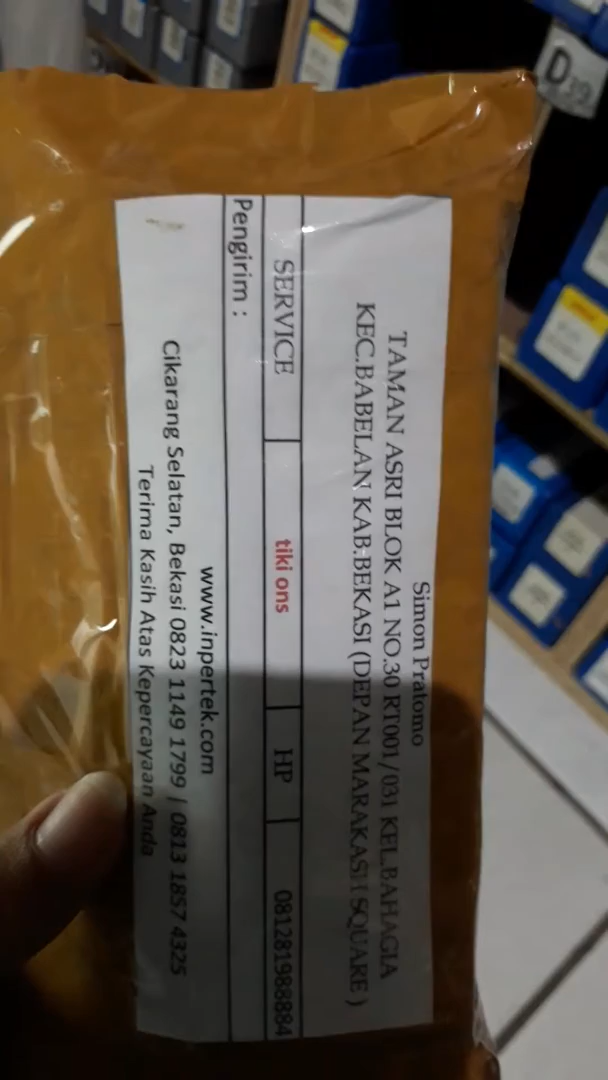 Simon Pratomo
TAMAN ASRI BLOK A1 NO.30 RT001/031 KEL.BAHAGIA
KEC.BABELAN KAB:BEKASI (DEPAN MARAKASH SQUARE )
SERVICE tiki ons HP 081281988884
Pengirim :
www.inpertek.com
Cikarang Selatan, Bekasi 0823 1149 1799 | 0813 1857 4325
Terima Kasih Atas Kepercayaan Anda
D39